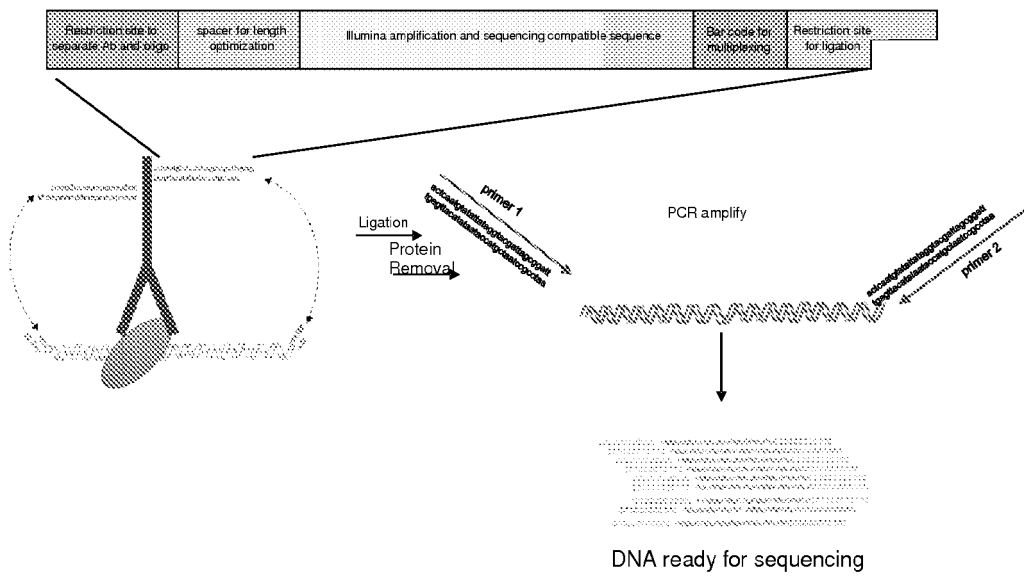 Restriction site to
separate Ab and oligo
spacer for length
optimization
Illumina amplification and sequencing compatible sequence
Bar code for
multiplexing
Restriction site
for ligation
Ligation
Protein
Removal
primer 1
PCR amplify
primer 2
DNA ready for sequencing